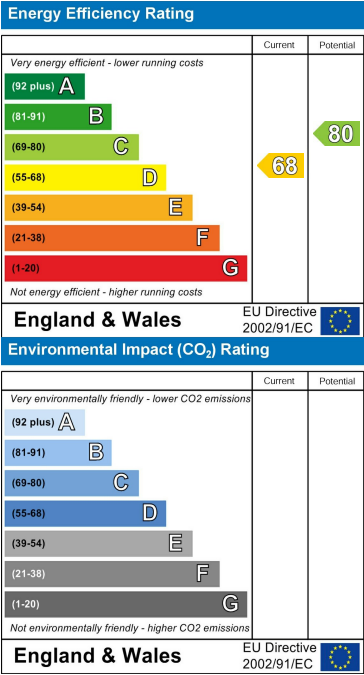 Energy Efficiency Rating
Current Potential
Very energy efficient - lower running costs
(92 plus) A
(81-91) B
(69-80) C
(55-68) D
(39-54) E
(21-38) F
(1-20) G
68
80
Not energy efficient - higher running costs
England & Wales
EU Directive
2002/91/EC
Environmental Impact (CO₂) Rating
Current Potential
Very environmentally friendly - lower CO2 emissions
(92 plus) A
(81-91) B
(69-80) C
(55-68) D
(39-54) E
(21-38) F
(1-20) G
Not environmentally friendly - higher CO2 emissions
England & Wales
EU Directive
2002/91/EC